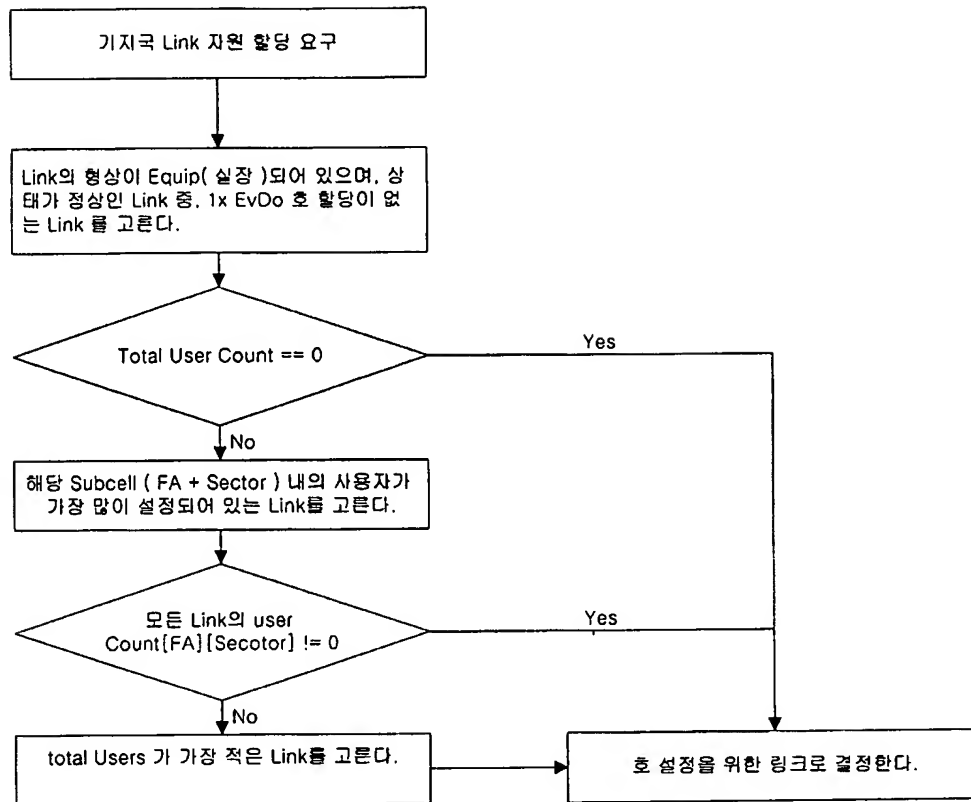 기지국 Link 자원 할당 요구
Link의 형상이 Equip( 실장 )되어 있으며, 상
태가 정상인 Link 중, 1x EvDo 호 할당이 없
는 Link 를 고른다.
Total User Count == 0
Yes
No
해당 Subcell ( FA + Sector ) 내의 사용자가
가장 많이 설정되어 있는 Link를 고른다.
모든 Link의 user
Count[FA][Secotor] != 0
Yes
No
total Users 가 가장 적은 Link를 고른다.
호 설정을 위한 링크로 결정한다.